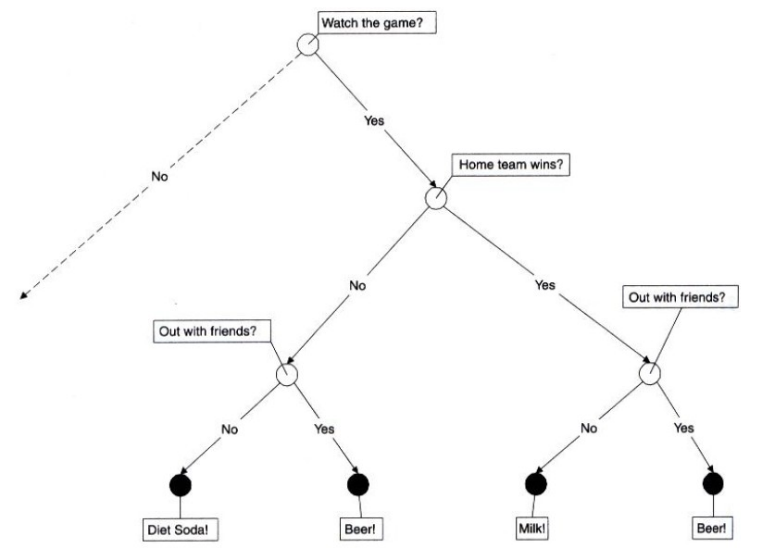 Watch the game?
Yes
No
Home team wins?
No
Yes
Out with friends?
Out with friends?
No
Yes
No
Yes
Diet Soda!
Beer!
Milk!
Beer!